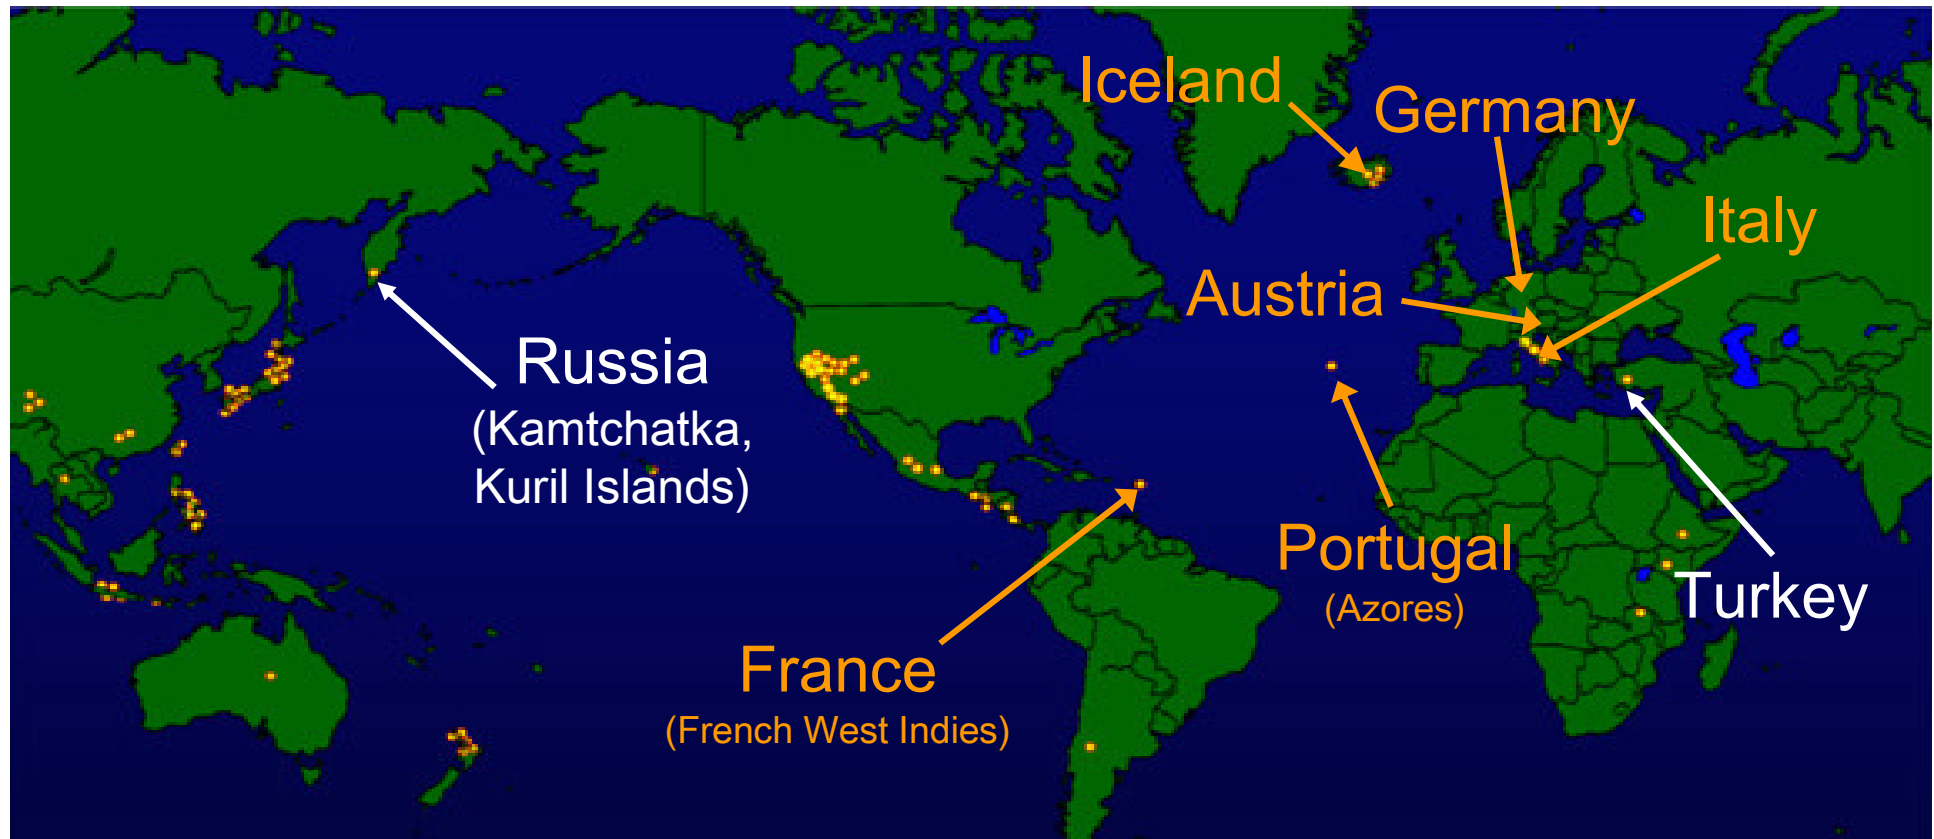 Iceland
Germany
Italy
Austria
Russia
(Kamtchatka,
Kuril Islands)
Portugal
(Azores)
Turkey
France
(French West Indies)